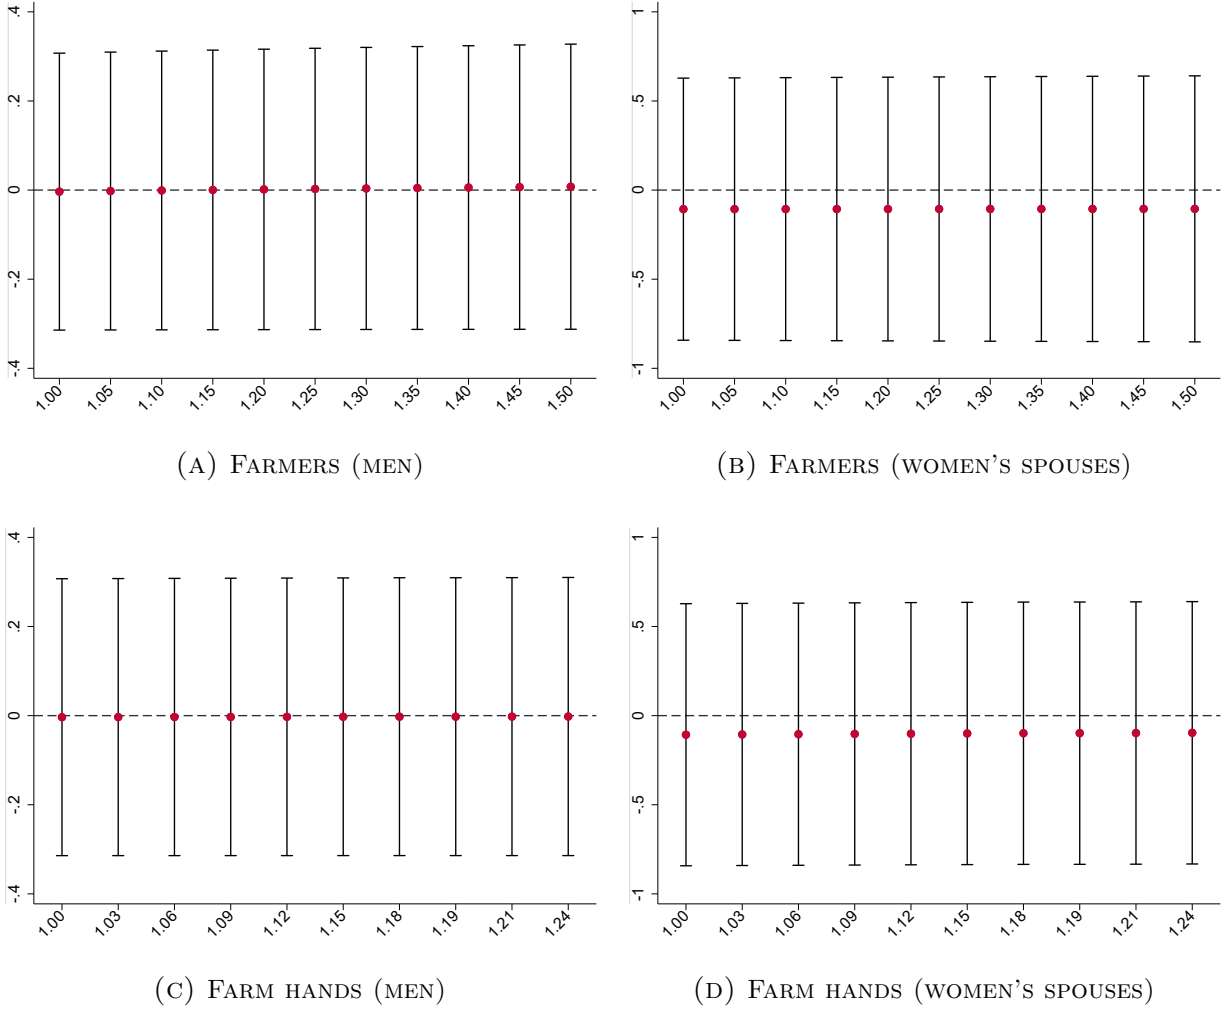 .4
.2
0
-.2
-.4
1.00 1.05 1.10 1.15 1.20 1.25 1.30 1.35 1.40 1.45 1.50
(A) Farmers (men)
1
.5
0
-.5
-1
1.00 1.05 1.10 1.15 1.20 1.25 1.30 1.35 1.40 1.45 1.50
(B) Farmers (women's spouses)
.4
.2
0
-.2
-.4
1.00 1.03 1.06 1.09 1.12 1.15 1.18 1.19 1.21 1.24
(C) Farm hands (men)
1
.5
0
-.5
-1
1.00 1.03 1.06 1.09 1.12 1.15 1.18 1.19 1.21 1.24
(D) Farm hands (women's spouses)